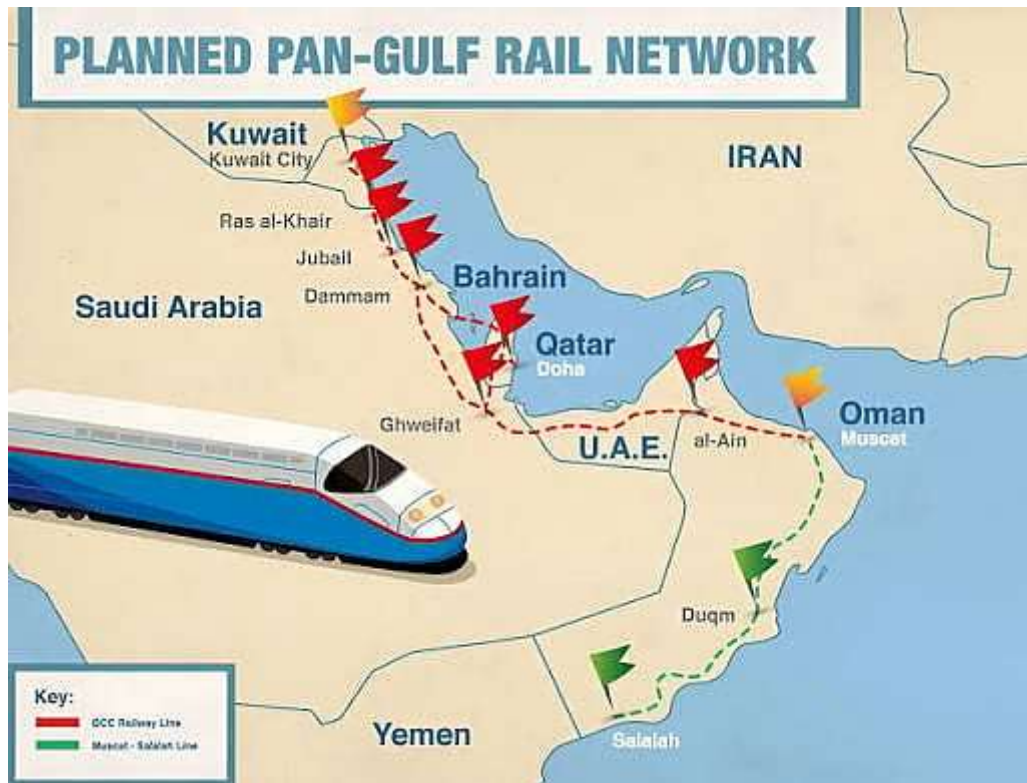 PLANNED PAN-GULF RAIL NETWORK
Kuwait
Kuwait City
IRAN
Ras al-Khair
Jubail
Bahrain
Dammam
Saudi Arabia
Qatar
Doha
Ghweifat
U.A.E.
al-Ain
Oman
Muscat
Duqm
Key:
GCC Railway Line
Muscat - Salalah Line
Yemen
Salalah